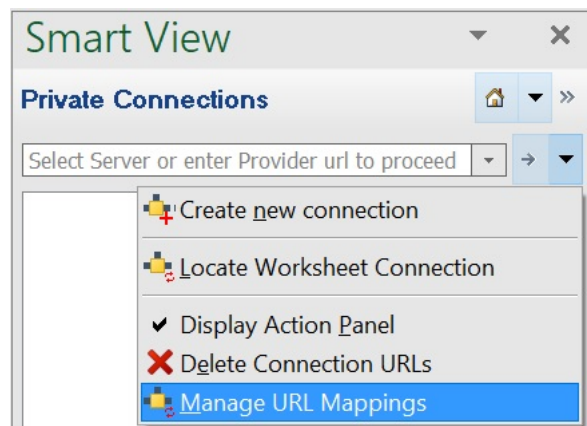 Smart View
Private Connections
Select Server or enter Provider url to proceed
Create new connection
Locate Worksheet Connection
Display Action Panel
Delete Connection URLs
Manage URL Mappings